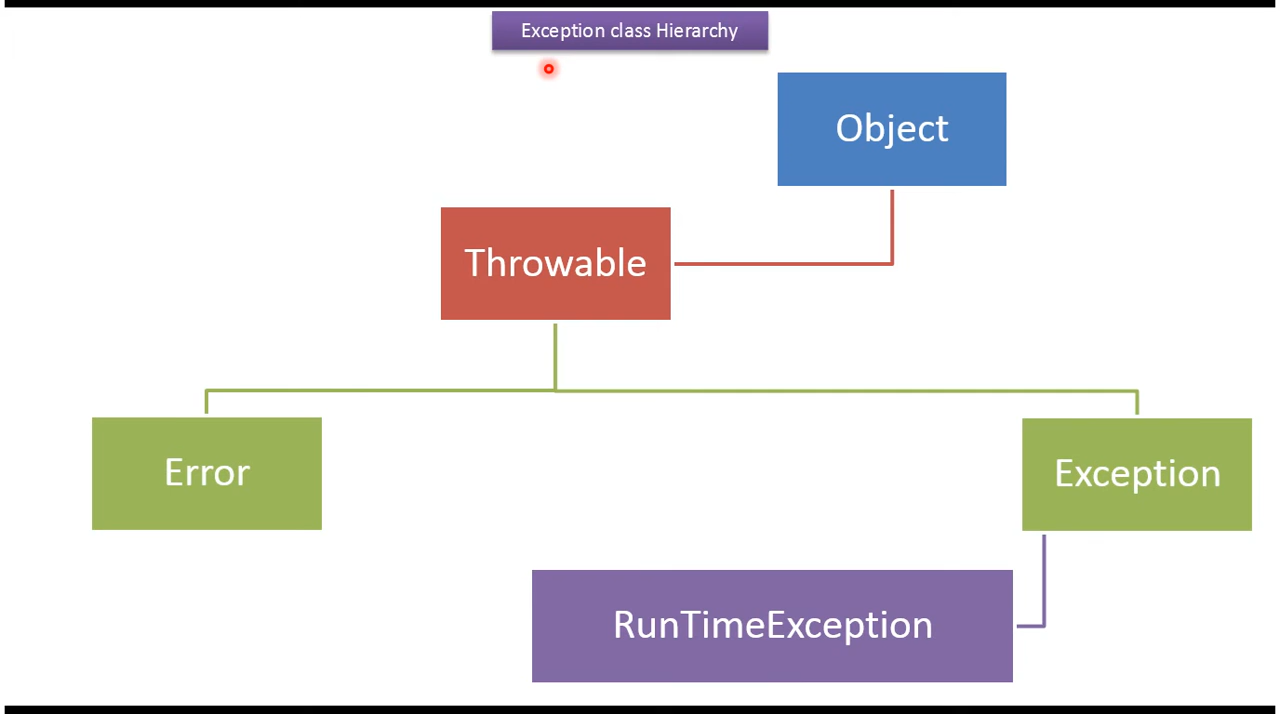 Exception class Hierarchy
Object
Throwable
Error
Exception
RunTimeException